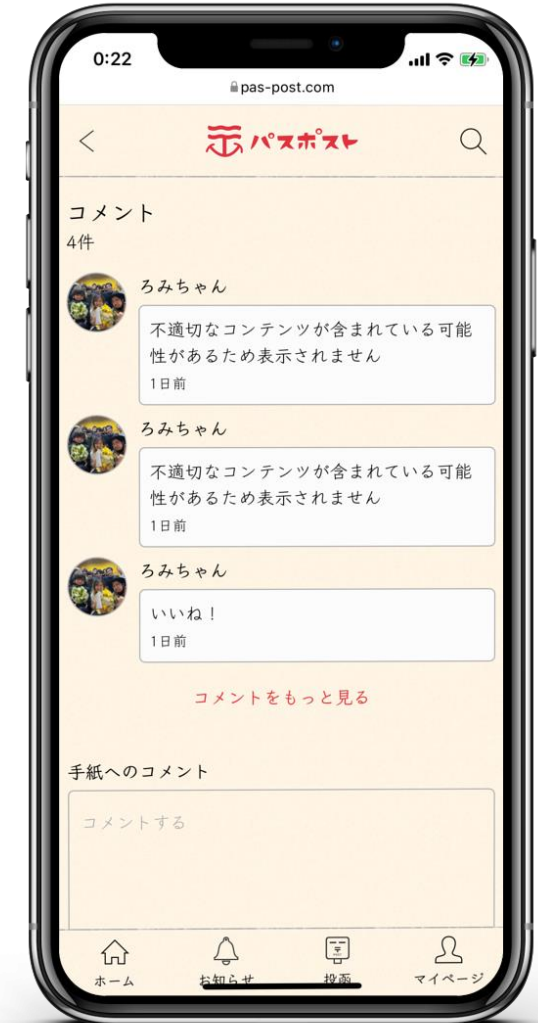 0:22
pas-post.com
パスポスト
コメント
4件
ろみちゃん
不適切なコンテンツが含まれている可能
性があるため表示されません
1日前
ろみちゃん
不適切なコンテンツが含まれている可能
性があるため表示されません
1日前
ろみちゃん
いいね！
1日前
コメントをもっと見る
手紙へのコメント
コメントする
ホーム お知らせ 投函 マイページ